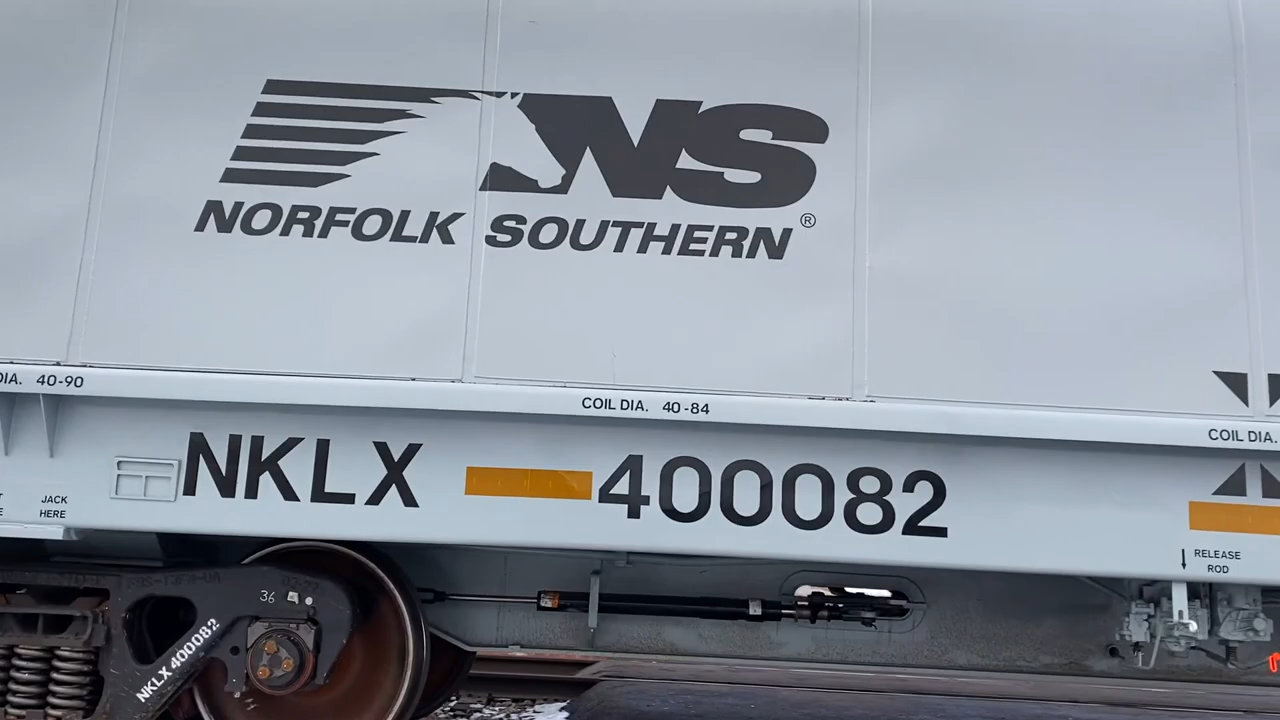 NS
NORFOLK SOUTHERN®
DIA. 40-90
COIL DIA. 40-84
COIL DIA.
NKLX 400082
JACK
HERE
RELEASE
ROD
36
NKLX 400082